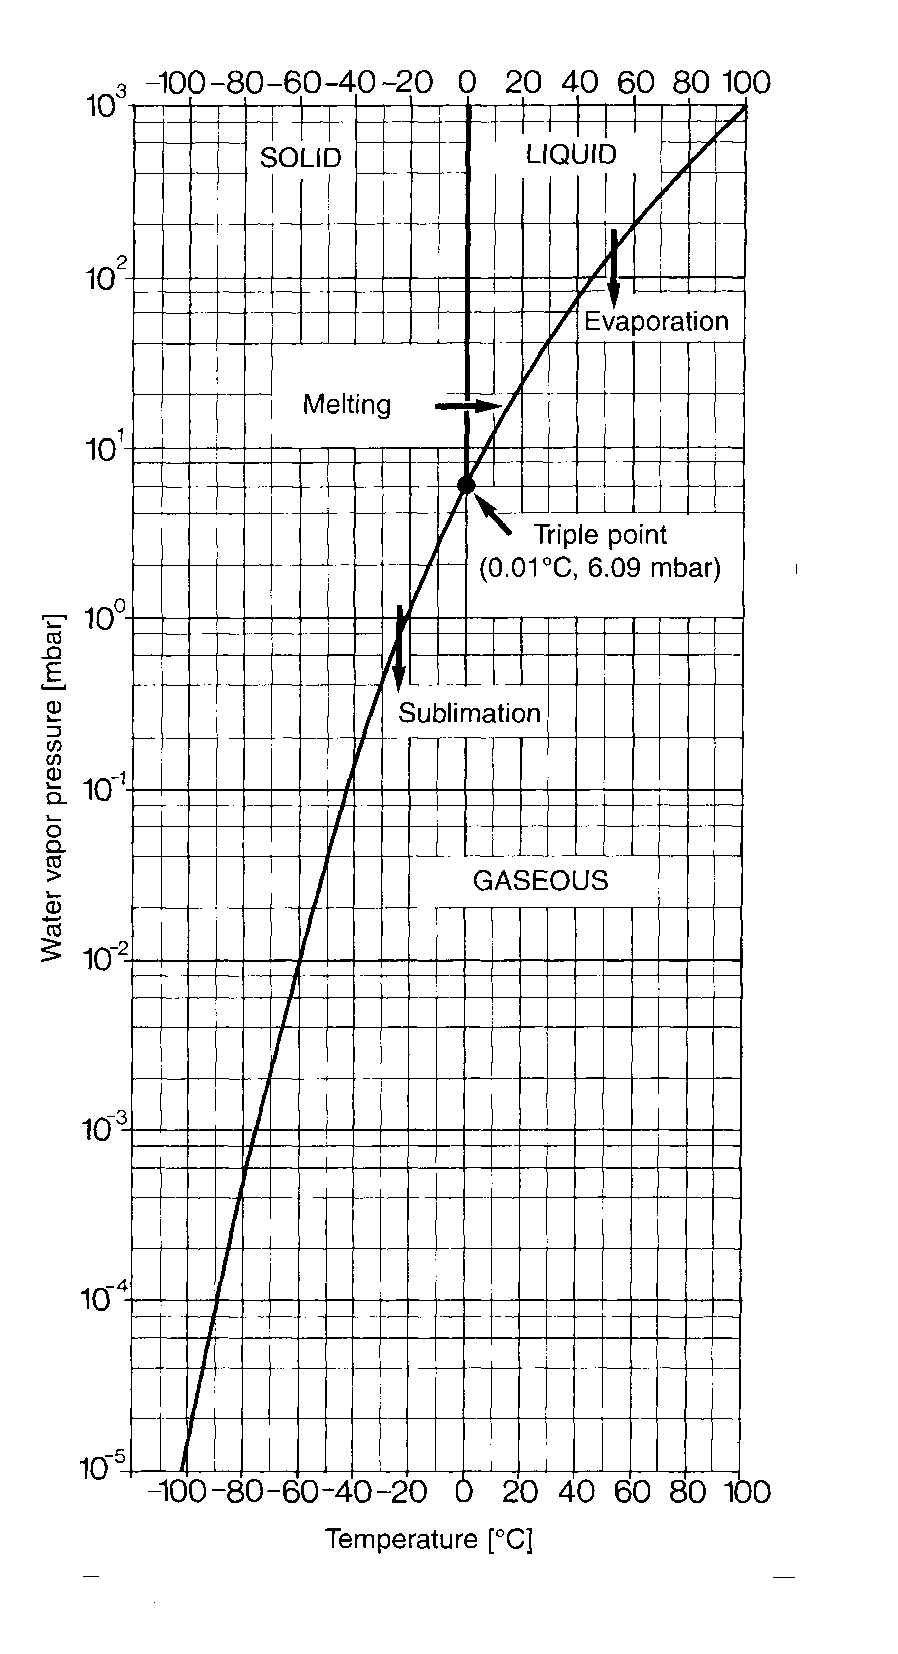 -100 -80 -60 -40 -20 0 20 40 60 80 100
10³
SOLID
LIQUID
10²
Evaporation
Melting
10¹
Triple point
(0.01°C, 6.09 mbar)
10⁰
Sublimation
10⁻¹
GASEOUS
10⁻²
10⁻³
10⁻⁴
10⁻⁵
-100 -80 -60 -40 -20 0 20 40 60 80 100
Water vapor pressure [mbar]
Temperature [°C]